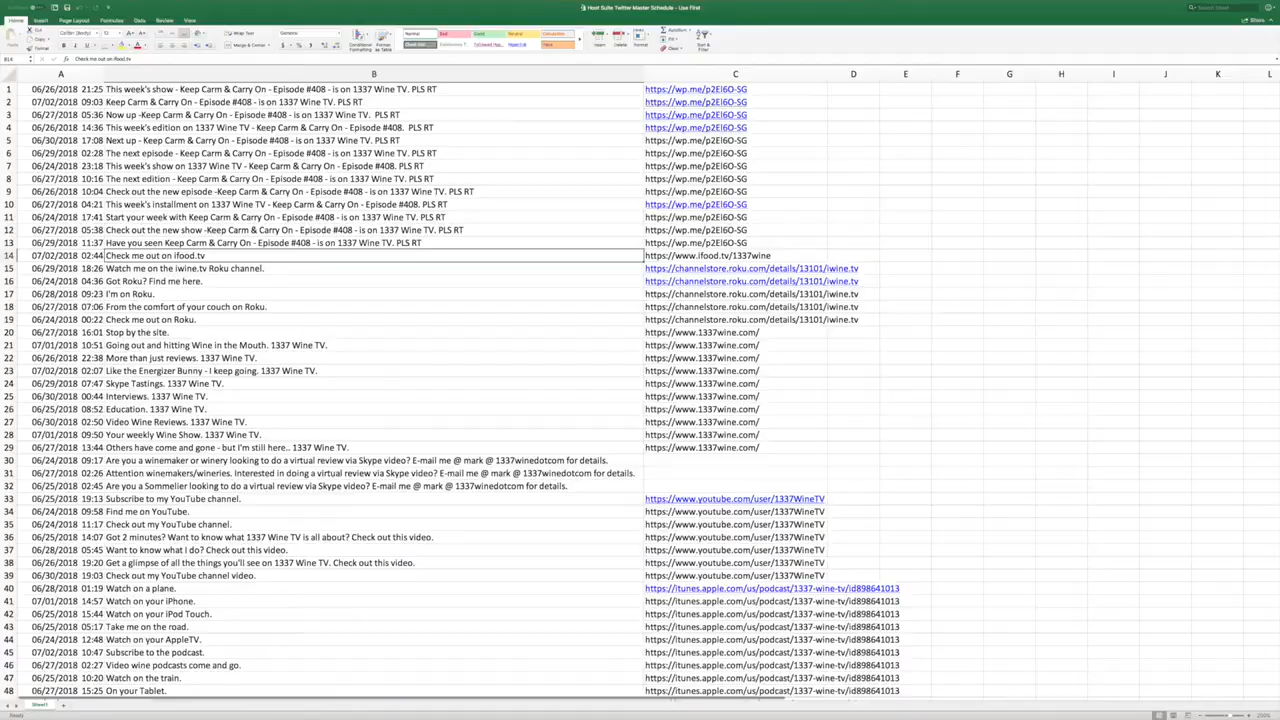 Host Suite Twitter Master Schedule - Use First
Search Sheet
Home Insert Page Layout Formulas Data Review View
Share
Cut
Copy
Calibri (Body) 12
Wrap Text
General
Normal Bad Good Neutral Calculation
AutoSum
Merge & Center
Conditional Formatting
Format as Table
Check Cell
Hyperlink
Insert Delete Format
Fill
Clear
Sort & Filter
B14 fx Check me out on ifood.tv
A B C D E F G H I J K L
1 06/26/2018 21:25 This week's show - Keep Carm & Carry On - Episode #408 - is on 1337 Wine TV. PLS RT https://wp.me/p2El6O-SG
2 07/02/2018 09:03 Keep Carm & Carry On - Episode #408 - is on 1337 Wine TV. PLS RT https://wp.me/p2El6O-SG
3 06/27/2018 05:36 Now up -Keep Carm & Carry On - Episode #408 - is on 1337 Wine TV.  PLS RT https://wp.me/p2El6O-SG
4 06/26/2018 14:36 This week's edition on 1337 Wine TV - Keep Carm & Carry On - Episode #408.  PLS RT https://wp.me/p2El6O-SG
5 06/30/2018 17:08 Next up - Keep Carm & Carry On - Episode #408 - is on 1337 Wine TV. PLS RT https://wp.me/p2El6O-SG
6 06/29/2018 02:28 The next episode - Keep Carm & Carry On - Episode #408 - is on 1337 Wine TV. PLS RT https://wp.me/p2El6O-SG
7 06/24/2018 23:18 This week's show on 1337 Wine TV - Keep Carm & Carry On - Episode #408. PLS RT https://wp.me/p2El6O-SG
8 06/27/2018 10:16 The next edition - Keep Carm & Carry On - Episode #408 - is on 1337 Wine TV. PLS RT https://wp.me/p2El6O-SG
9 06/26/2018 10:04 Check out the new episode -Keep Carm & Carry On - Episode #408 - is on 1337 Wine TV. PLS RT https://wp.me/p2El6O-SG
10 06/27/2018 04:21 This week's installment on 1337 Wine TV - Keep Carm & Carry On - Episode #408. PLS RT https://wp.me/p2El6O-SG
11 06/24/2018 17:41 Start your week with Keep Carm & Carry On - Episode #408 - is on 1337 Wine TV. PLS RT https://wp.me/p2El6O-SG
12 06/27/2018 05:38 Check out the new show -Keep Carm & Carry On - Episode #408 - is on 1337 Wine TV. PLS RT https://wp.me/p2El6O-SG
13 06/29/2018 11:37 Have you seen Keep Carm & Carry On - Episode #408 - is on 1337 Wine TV. PLS RT https://wp.me/p2El6O-SG
14 07/02/2018 02:44 Check me out on ifood.tv https://www.ifood.tv/1337wine
15 06/29/2018 18:26 Watch me on the iwine.tv Roku channel. https://channelstore.roku.com/details/13101/iwine.tv
16 06/24/2018 04:36 Got Roku? Find me here. https://channelstore.roku.com/details/13101/iwine.tv
17 06/28/2018 09:23 I'm on Roku. https://channelstore.roku.com/details/13101/iwine.tv
18 06/27/2018 07:06 From the comfort of your couch on Roku. https://channelstore.roku.com/details/13101/iwine.tv
19 06/24/2018 00:22 Check me out on Roku. https://channelstore.roku.com/details/13101/iwine.tv
20 06/27/2018 16:01 Stop by the site. https://www.1337wine.com/
21 07/01/2018 10:51 Going out and hitting Wine in the Mouth. 1337 Wine TV. https://www.1337wine.com/
22 06/26/2018 22:38 More than just reviews. 1337 Wine TV. https://www.1337wine.com/
23 07/02/2018 02:07 Like the Energizer Bunny - I keep going. 1337 Wine TV. https://www.1337wine.com/
24 06/29/2018 07:47 Skype Tastings. 1337 Wine TV. https://www.1337wine.com/
25 06/30/2018 00:44 Interviews. 1337 Wine TV. https://www.1337wine.com/
26 06/25/2018 08:52 Education. 1337 Wine TV. https://www.1337wine.com/
27 06/30/2018 02:50 Video Wine Reviews. 1337 Wine TV. https://www.1337wine.com/
28 07/01/2018 09:50 Your weekly Wine Show. 1337 Wine TV. https://www.1337wine.com/
29 06/27/2018 13:44 Others have come and gone - but I'm still here.. 1337 Wine TV. https://www.1337wine.com/
30 06/24/2018 09:17 Are you a winemaker or winery looking to do a virtual review via Skype video? E-mail me @ mark @ 1337winedotcom for details.
31 06/27/2018 02:26 Attention winemakers/wineries. Interested in doing a virtual review via Skype video? E-mail me @ mark @ 1337winedotcom for details.
32 06/25/2018 02:45 Are you a Sommelier looking to do a virtual review via Skype video? E-mail me @ mark @ 1337winedotcom for details.
33 06/25/2018 19:13 Subscribe to my YouTube channel. https://www.youtube.com/user/1337WineTV
34 06/24/2018 09:58 Find me on YouTube. https://www.youtube.com/user/1337WineTV
35 06/24/2018 11:17 Check out my YouTube channel. https://www.youtube.com/user/1337WineTV
36 06/25/2018 14:07 Got 2 minutes? Want to know what 1337 Wine TV is all about? Check out this video. https://www.youtube.com/user/1337WineTV
37 06/28/2018 05:45 Want to know what I do? Check out this video. https://www.youtube.com/user/1337WineTV
38 06/28/2018 19:20 Get a glimpse of all the things you'll see on 1337 Wine TV. Check out this video. https://www.youtube.com/user/1337WineTV
39 06/30/2018 19:03 Check out my YouTube channel video. https://www.youtube.com/user/1337WineTV
40 06/28/2018 01:19 Watch on a plane. https://itunes.apple.com/us/podcast/1337-wine-tv/id898641013
41 07/01/2018 14:57 Watch on your iPhone. https://itunes.apple.com/us/podcast/1337-wine-tv/id898641013
42 06/25/2018 15:44 Watch on your iPod Touch. https://itunes.apple.com/us/podcast/1337-wine-tv/id898641013
43 06/25/2018 05:17 Take me on the road. https://itunes.apple.com/us/podcast/1337-wine-tv/id898641013
44 06/24/2018 12:48 Watch on your AppleTV. https://itunes.apple.com/us/podcast/1337-wine-tv/id898641013
45 07/02/2018 10:47 Subscribe to the podcast. https://itunes.apple.com/us/podcast/1337-wine-tv/id898641013
46 06/27/2018 02:27 Video wine podcasts come and go. https://itunes.apple.com/us/podcast/1337-wine-tv/id898641013
47 06/25/2018 10:20 Watch on the train. https://itunes.apple.com/us/podcast/1337-wine-tv/id898641013
48 06/27/2018 15:25 On your Tablet. https://itunes.apple.com/us/podcast/1337-wine-tv/id898641013
Sheet1
Ready
200%